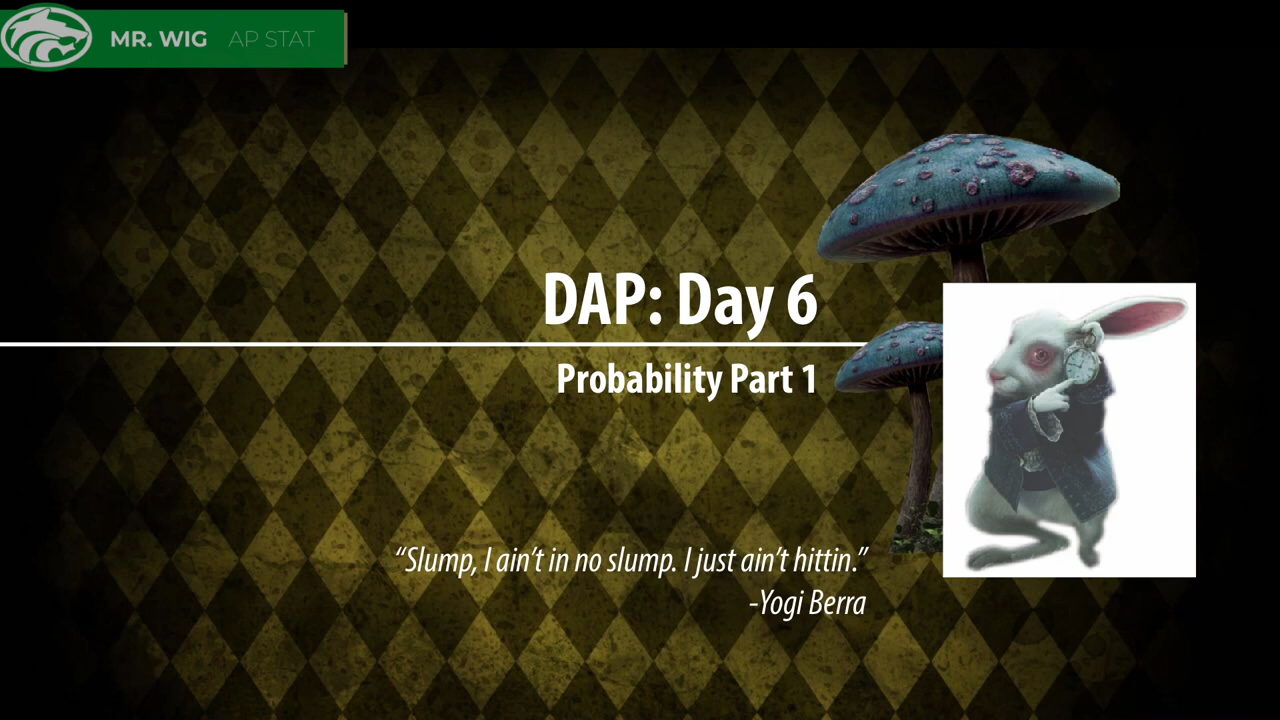 MR. WIG AP STAT
DAP: Day 6
Probability Part 1
“Slump, I ain’t in no slump. I just ain’t hittin.”
-Yogi Berra